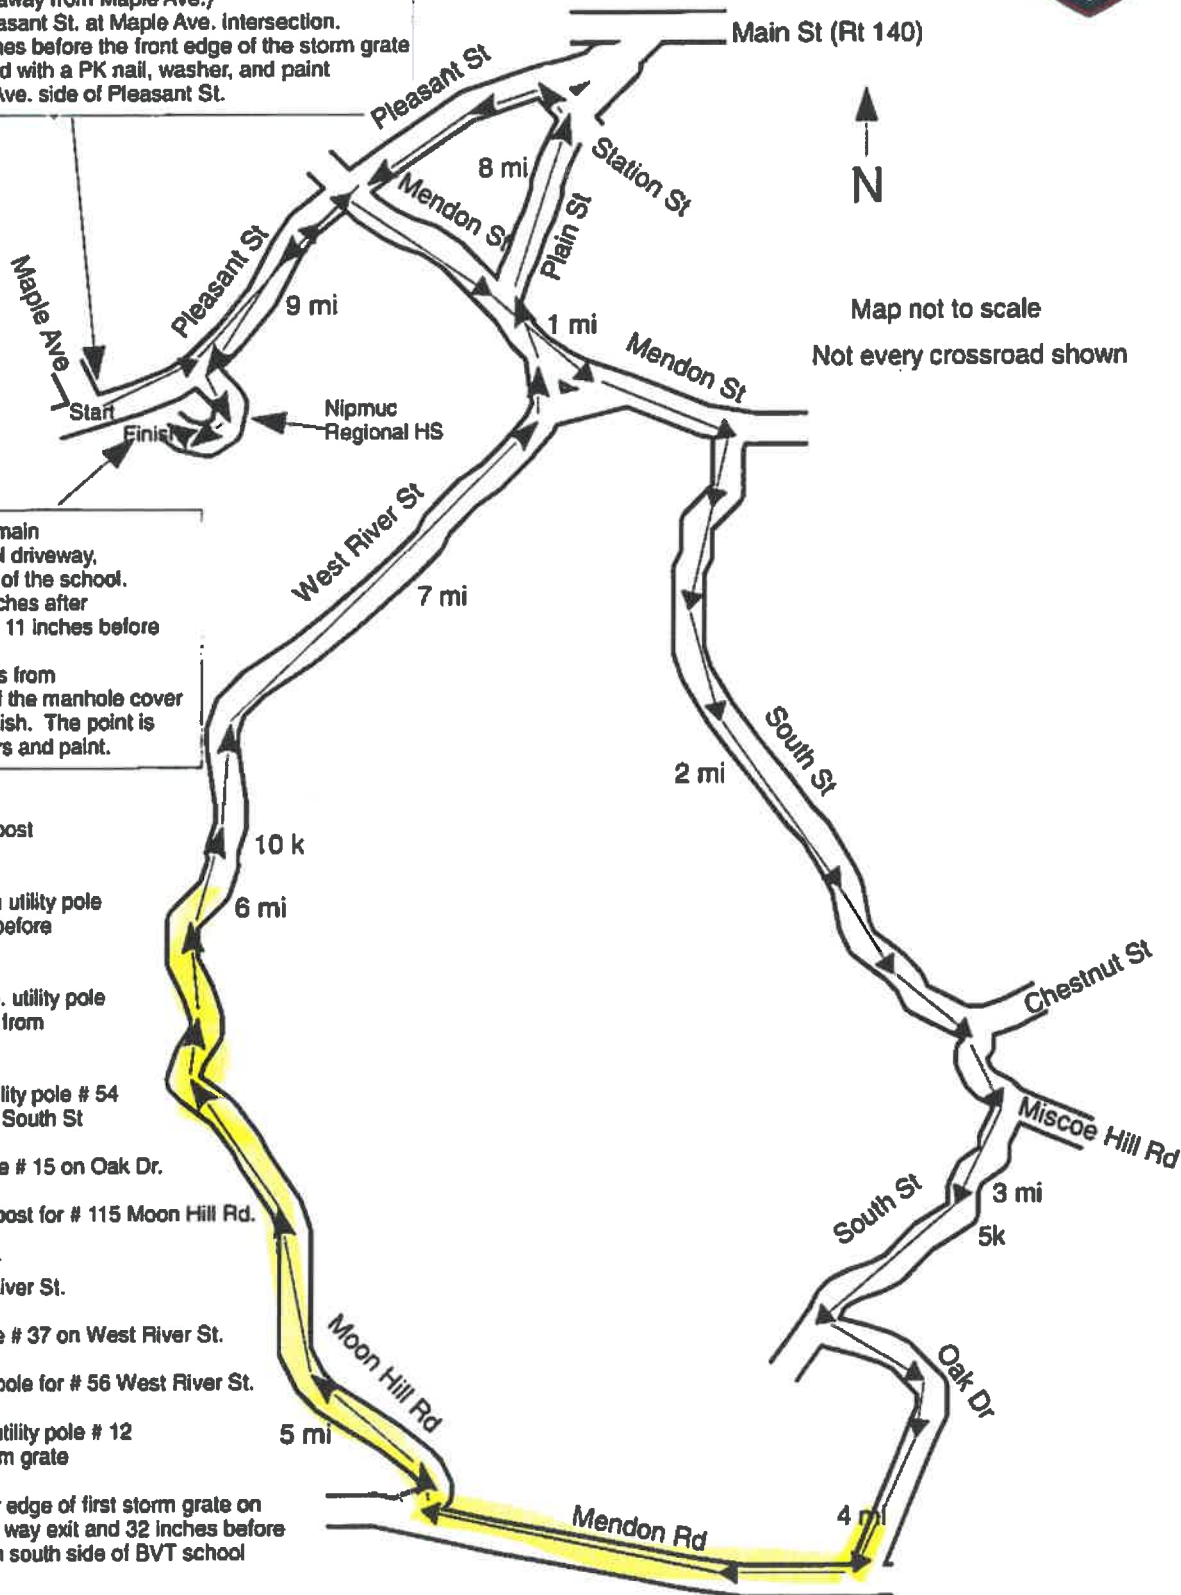 away from Maple Ave.)
asant St. at Maple Ave. intersection.
hes before the front edge of the storm grate
d with a PK nail, washer, and paint
Ave. side of Pleasant St.
Main St (Rt 140)
Pleasant St
8 mi
Station St
N
Mendon St
Plain St
Pleasant St
Maple Ave
9 mi
1 mi
Map not to scale
Not every crossroad shown
Mendon St
Start
Finish
Nipmuc
Regional HS
main
l driveway,
of the school.
ches after
11 inches before
s from
f the manhole cover
ish. The point is
rs and paint.
West River St
7 mi
South St
2 mi
post
10 k
utility pole
before
6 mi
. utility pole
from
Chestnut St
lity pole # 54
South St
Miscoe Hill Rd
e # 15 on Oak Dr.
post for # 115 Moon Hill Rd.
South St
3 mi
5k
iver St.
e # 37 on West River St.
pole for # 56 West River St.
Moon Hill Rd
Oak Dr
5 mi
utility pole # 12
m grate
r edge of first storm grate on
way exit and 32 inches before
n south side of BVT school
Mendon Rd
4 mi